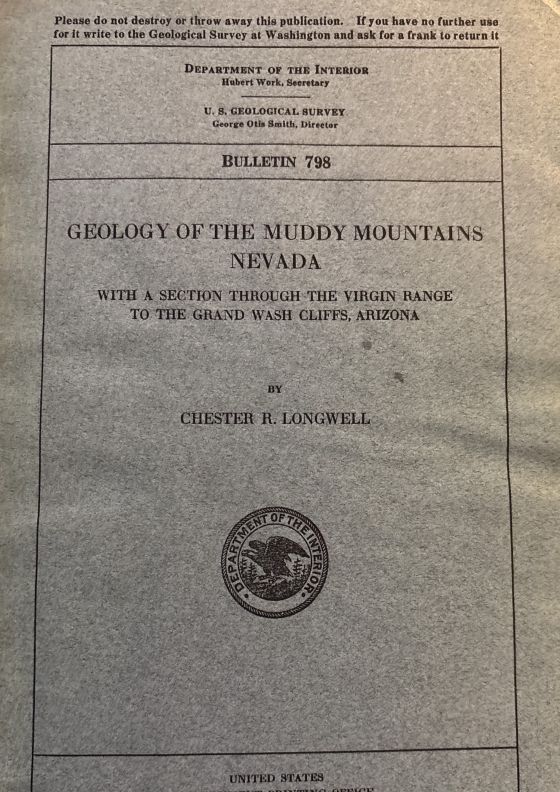 Please do not destroy or throw away this publication. If you have no further use
for it write to the Geological Survey at Washington and ask for a frank to return it
DEPARTMENT OF THE INTERIOR
Hubert Work, Secretary
U. S. GEOLOGICAL SURVEY
George Otis Smith, Director
BULLETIN 798
GEOLOGY OF THE MUDDY MOUNTAINS
NEVADA
WITH A SECTION THROUGH THE VIRGIN RANGE
TO THE GRAND WASH CLIFFS, ARIZONA
BY
CHESTER R. LONGWELL
DEPARTMENT OF THE INTERIOR
UNITED STATES
PRINTING OFFICE